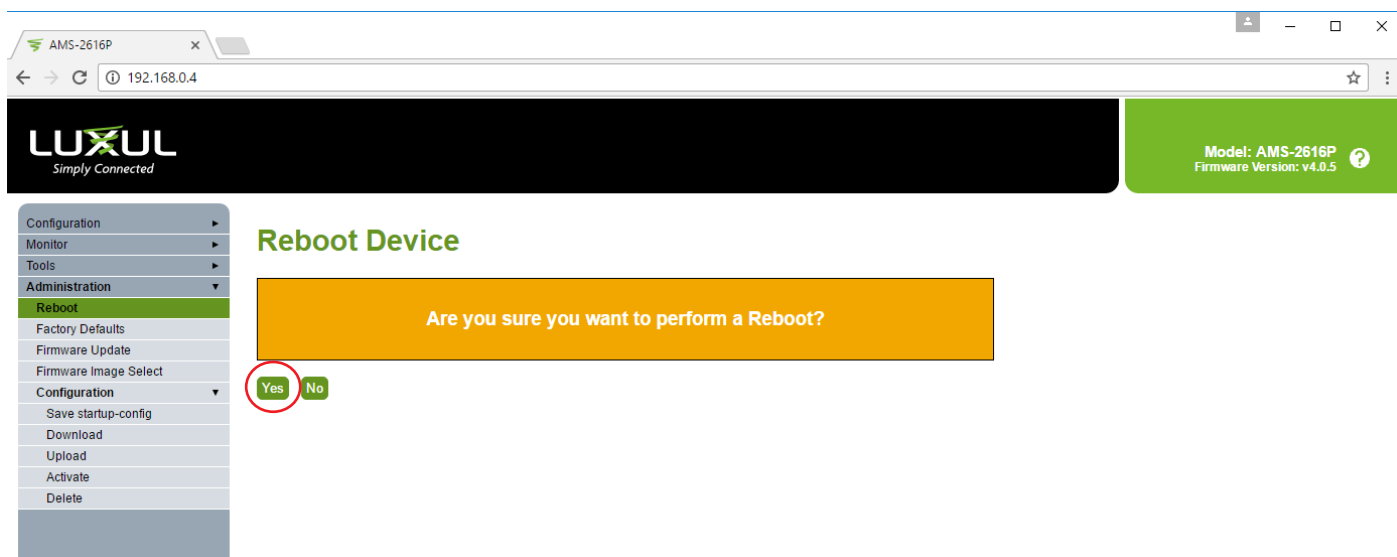 AMS-2616P
192.168.0.4
LUXUL
Simply Connected
Model: AMS-2616P
Firmware Version: v4.0.5
Configuration
Monitor
Tools
Administration
Reboot
Factory Defaults
Firmware Update
Firmware Image Select
Configuration
Save startup-config
Download
Upload
Activate
Delete
Reboot Device
Are you sure you want to perform a Reboot?
Yes No